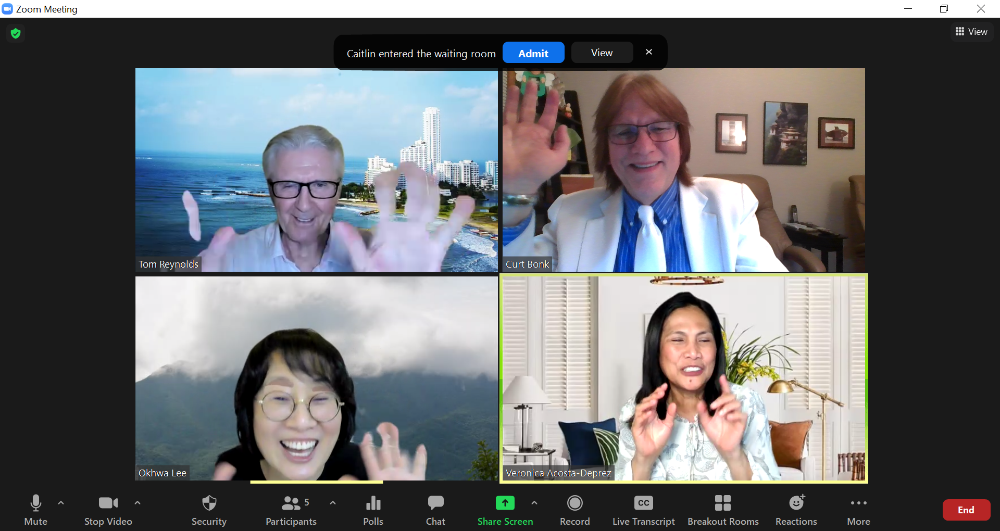 Zoom Meeting
View
Caitlin entered the waiting room Admit View
Tom Reynolds
Curt Bonk
Okhwa Lee
Veronica Acosta-Deprez
5
CC
Mute Stop Video Security Participants Polls Chat Share Screen Record Live Transcript Breakout Rooms Reactions More End